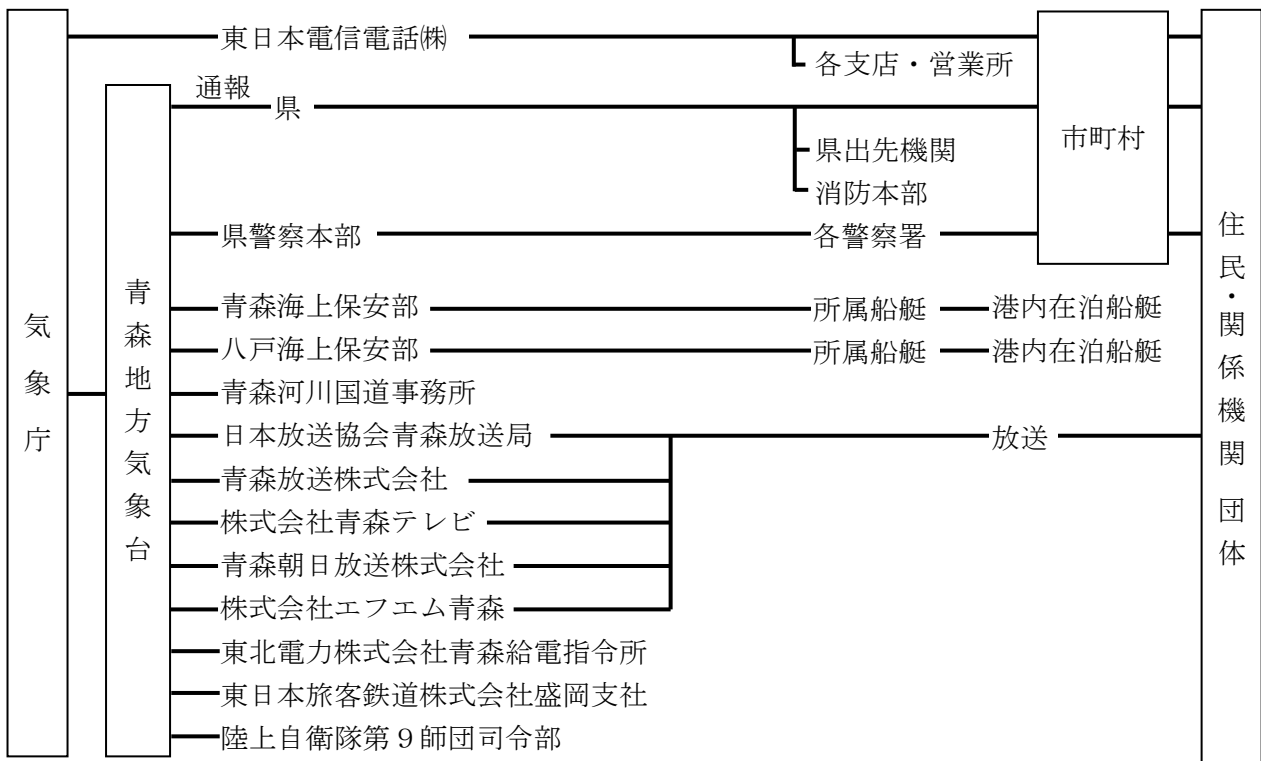 東日本電信電話㈱
各支店・営業所
通報
県
県出先機関
消防本部
市町村
県警察本部
各警察署
青森海上保安部
所属船艇
港内在泊船艇
八戸海上保安部
所属船艇
港内在泊船艇
青森河川国道事務所
日本放送協会青森放送局
放送
青森放送株式会社
株式会社青森テレビ
青森朝日放送株式会社
株式会社エフエム青森
東北電力株式会社青森給電指令所
東日本旅客鉄道株式会社盛岡支社
陸上自衛隊第9師団司令部
気象庁
青森地方気象台
住民・関係機関 団体